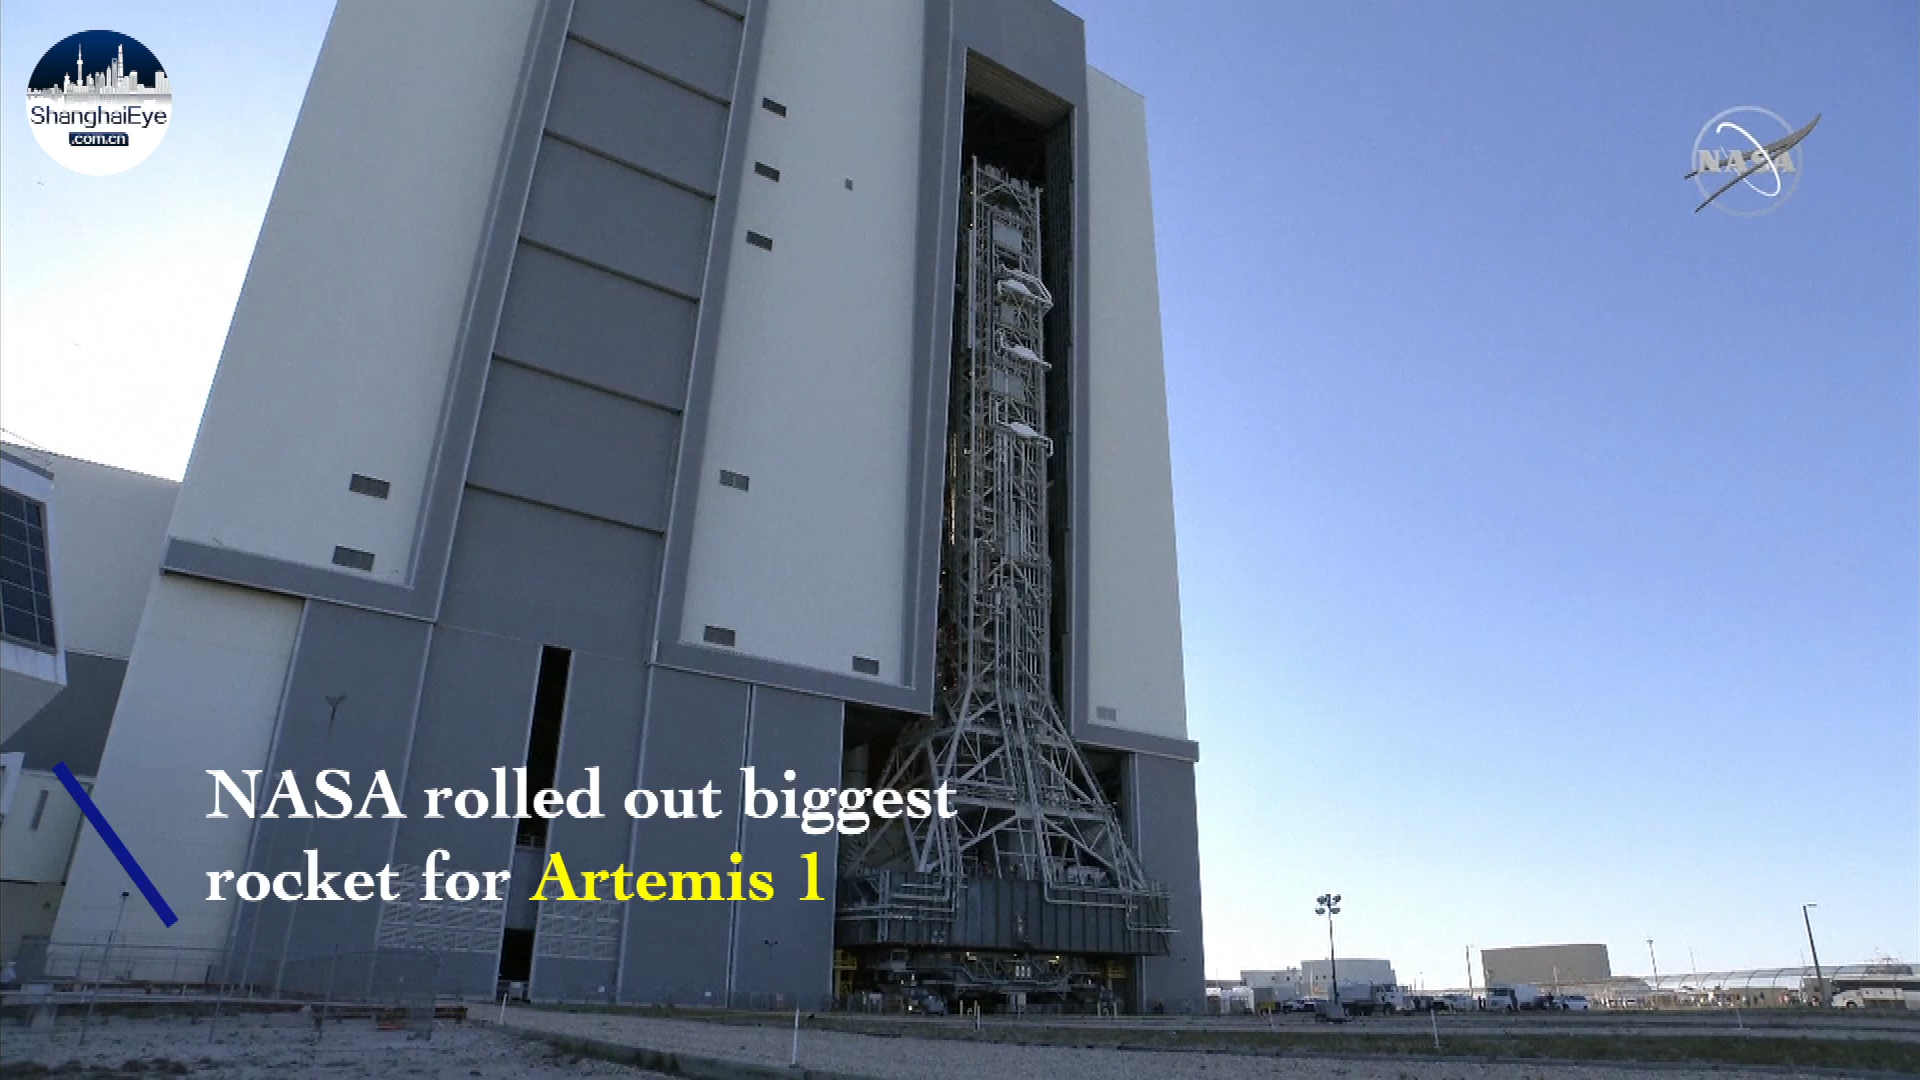 ShanghaiEye
.com.cn
NASA
NASA rolled out biggest
rocket for Artemis 1